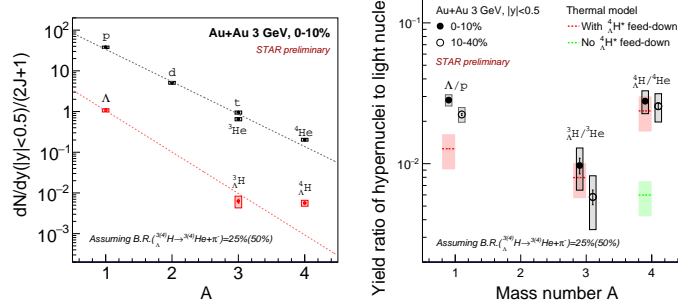 Au+Au 3 GeV, 0-10%
STAR preliminary
p
d
t
³He
⁴He
Λ
³ΛH
⁴ΛH
Assuming B.R.(³⁽⁴⁾ΛH→³⁽⁴⁾He+π⁻)=25%(50%)
dN/dy(|y|<0.5)/(2J+1)
10²
10
1
10⁻¹
10⁻²
10⁻³
1
2
3
4
A
Au+Au 3 GeV, |y|<0.5
0-10%
10-40%
STAR preliminary
Thermal model
With ⁴ΛH* feed-down
No ⁴ΛH* feed-down
Λ/p
³ΛH/³He
⁴ΛH/⁴He
Assuming B.R.(³⁽⁴⁾ΛH→³⁽⁴⁾He+π⁻)=25%(50%)
Yield ratio of hypernuclei to light nucle
10⁻¹
10⁻²
1
2
3
4
Mass number A